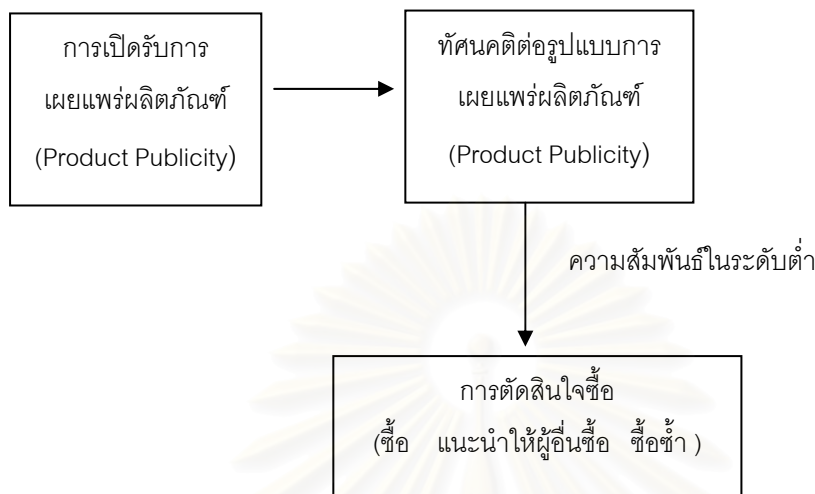 การเปิดรับการ
เผยแพร่ผลิตภัณฑ์
(Product Publicity)
ทัศนคติต่อรูปแบบการ
เผยแพร่ผลิตภัณฑ์
(Product Publicity)
ความสัมพันธ์ในระดับต่ำ
การตัดสินใจซื้อ
(ซื้อ แนะนำให้ผู้อื่นซื้อ ซื้อซ้ำ )